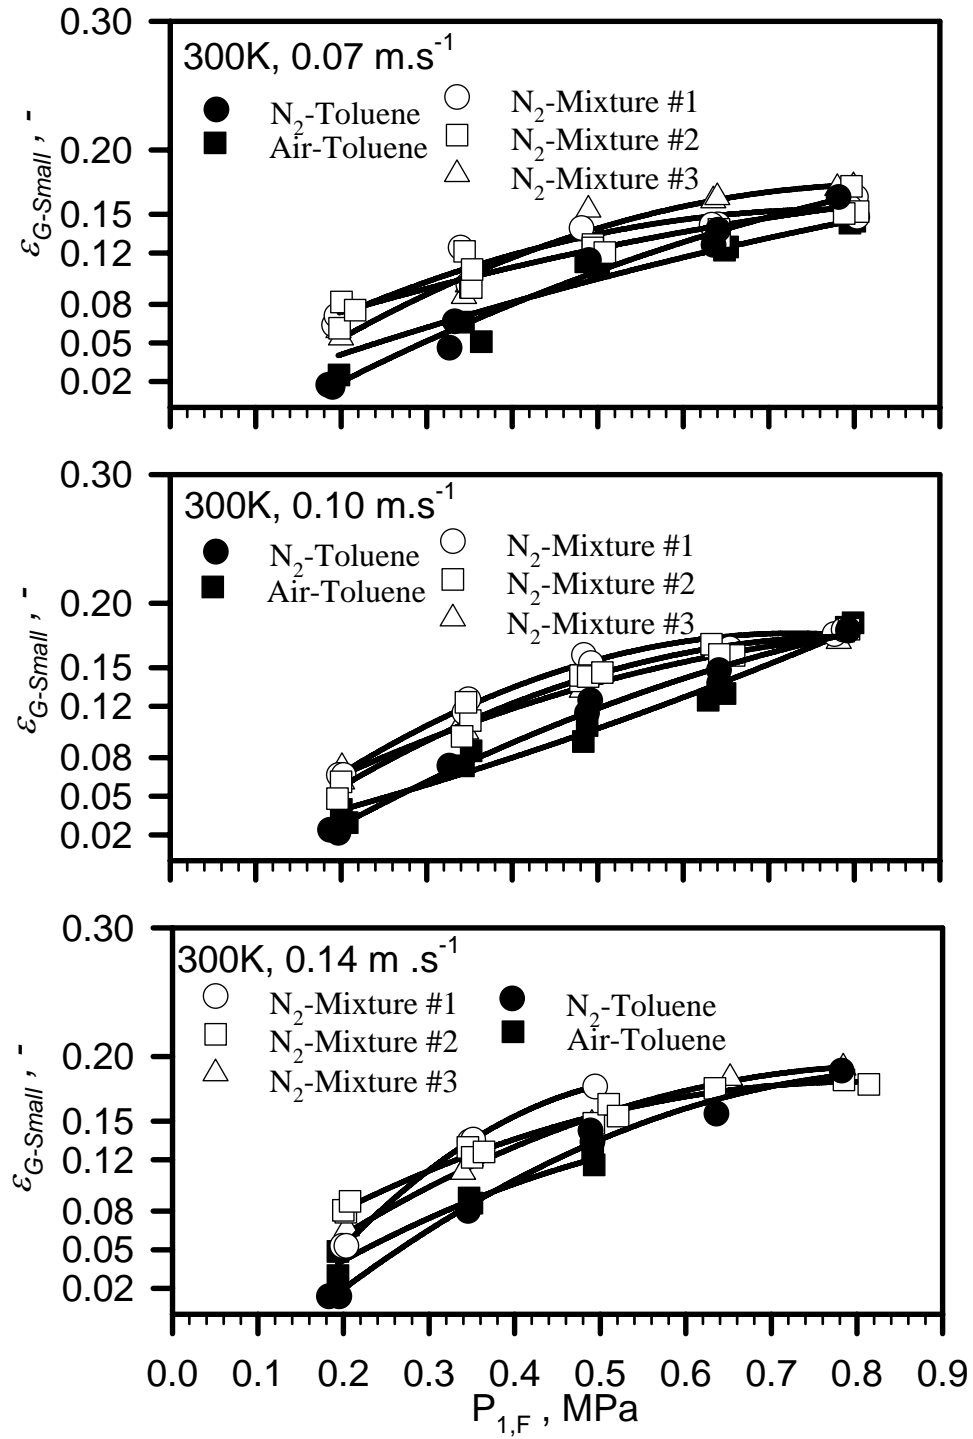 300K, 0.07 m.s⁻¹
N₂-Toluene
Air-Toluene
N₂-Mixture #1
N₂-Mixture #2
N₂-Mixture #3
ε_G-Small , -
0.30
0.20
0.15
0.12
0.08
0.05
0.02
300K, 0.10 m.s⁻¹
N₂-Toluene
Air-Toluene
N₂-Mixture #1
N₂-Mixture #2
N₂-Mixture #3
ε_G-Small , -
0.30
0.20
0.15
0.12
0.08
0.05
0.02
300K, 0.14 m .s⁻¹
N₂-Mixture #1
N₂-Mixture #2
N₂-Mixture #3
N₂-Toluene
Air-Toluene
ε_G-Small , -
0.30
0.20
0.15
0.12
0.08
0.05
0.02
0.0 0.1 0.2 0.3 0.4 0.5 0.6 0.7 0.8 0.9
P₁,F , MPa